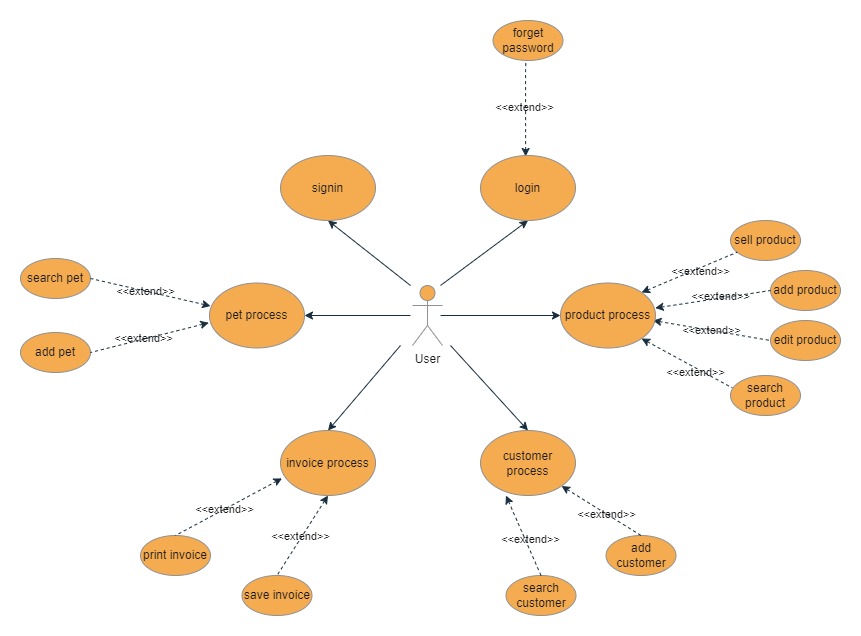 forget
password
<<extend>>
signin
login
sell product
search pet
<<extend>>
<<extend>>
add product
<<extend>>
pet process
product process
<<extend>>
edit product
add pet
<<extend>>
User
<<extend>>
search
product
invoice process
customer
process
<<extend>>
<<extend>>
<<extend>>
<<extend>>
print invoice
add
customer
save invoice
search
customer